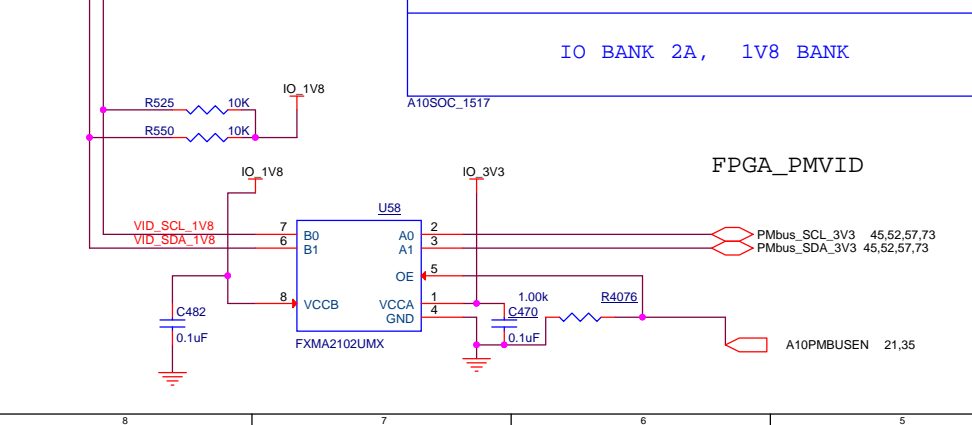 IO BANK 2A, 1V8 BANK
A10SOC_1517
IO_1V8
R525 10K
R550 10K
FPGA_PMVID
IO_1V8
IO_3V3
U58
VID_SCL_1V8 7 B0 A0 2 PMbus_SCL_3V3 45,52,57,73
VID_SDA_1V8 6 B1 A1 3 PMbus_SDA_3V3 45,52,57,73
OE 5
8 VCCB VCCA 1 1.00k R4076
C482 GND 4 C470
0.1uF 0.1uF
FXMA2102UMX A10PMBUSEN 21,35
8 7 6 5